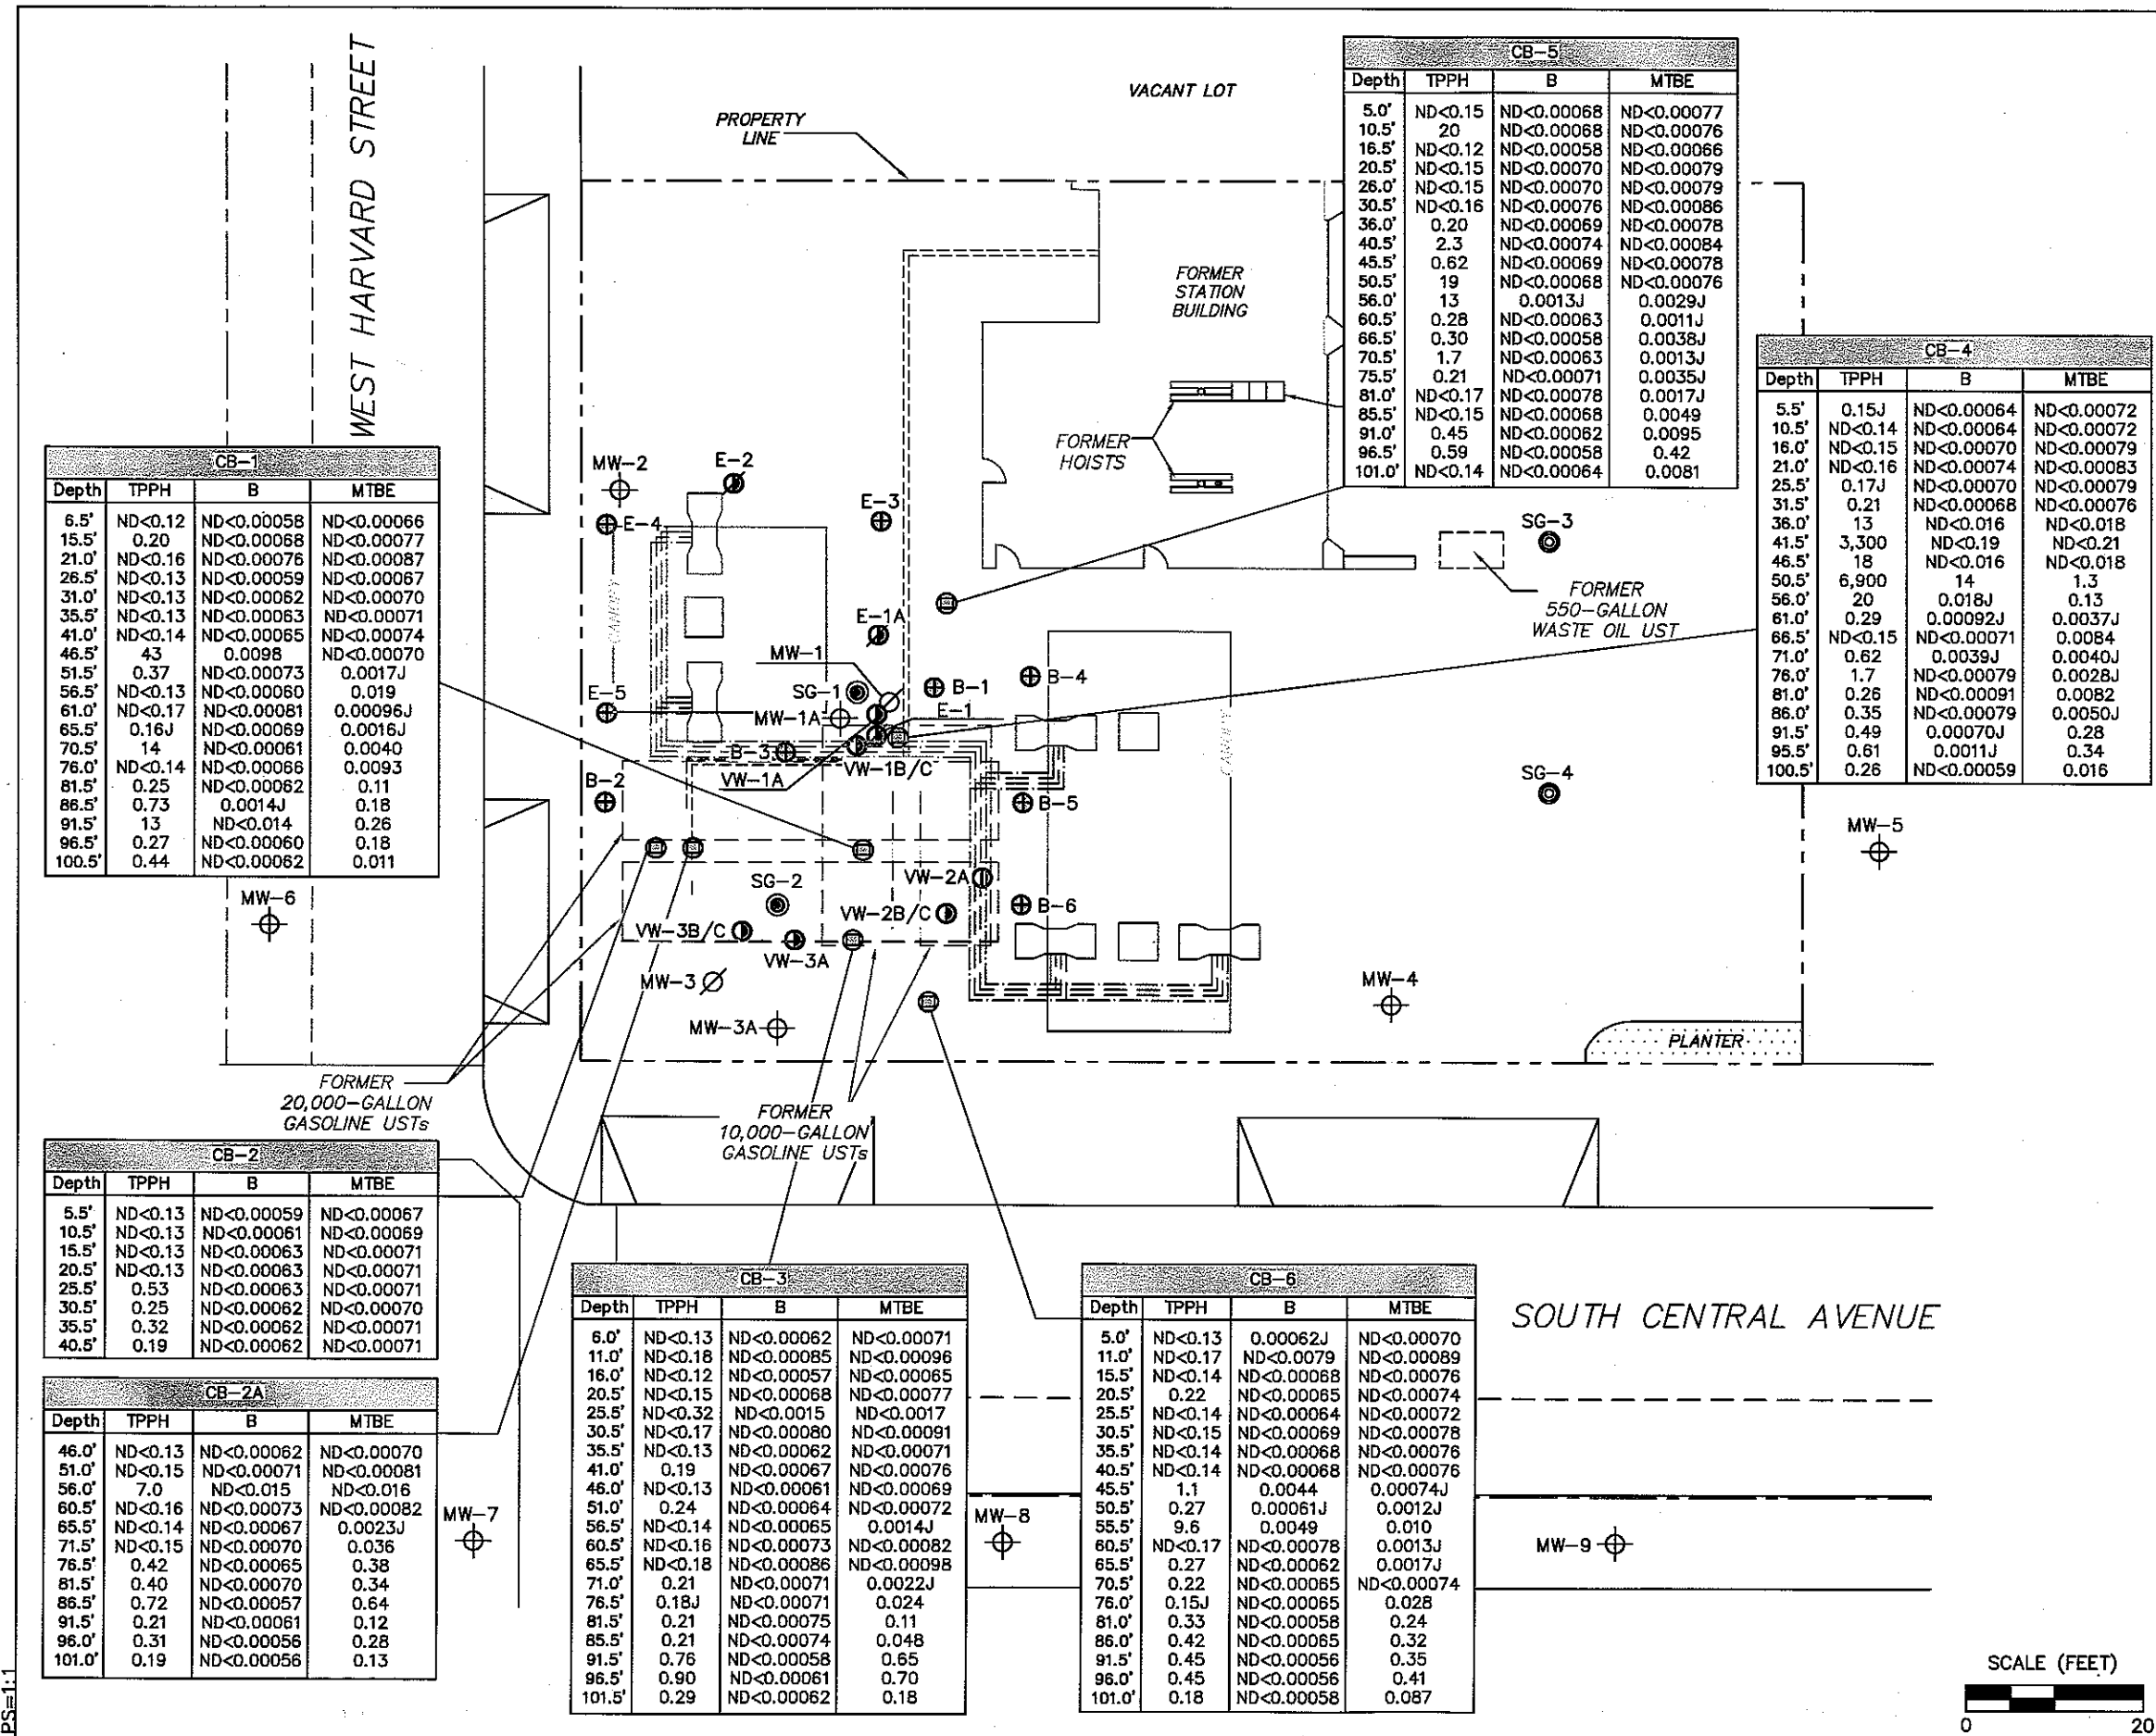 WEST HARVARD STREET
VACANT LOT
PROPERTY
LINE
CB-5
Depth TPPH B MTBE
5.0' ND<0.15 ND<0.00068 ND<0.00077
10.5' 20 ND<0.00068 ND<0.00076
16.5' ND<0.12 ND<0.00058 ND<0.00066
20.5' ND<0.15 ND<0.00070 ND<0.00079
26.0' ND<0.15 ND<0.00070 ND<0.00079
30.5' ND<0.16 ND<0.00076 ND<0.00086
36.0' 0.20 ND<0.00069 ND<0.00078
40.5' 2.3 ND<0.00074 ND<0.00084
45.5' 0.62 ND<0.00069 ND<0.00078
50.5' 19 ND<0.00068 ND<0.00076
56.0' 13 0.0013J 0.0029J
60.5' 0.28 ND<0.00063 0.0011J
66.5' 0.30 ND<0.00058 0.0038J
70.5' 1.7 ND<0.00063 0.0013J
75.5' 0.21 ND<0.00071 0.0035J
81.0' ND<0.17 ND<0.00078 0.0017J
85.5' ND<0.15 ND<0.00068 0.0049
91.0' 0.45 ND<0.00062 0.0095
96.5' 0.59 ND<0.00058 0.42
101.0' ND<0.14 ND<0.00064 0.0081
FORMER
STATION
BUILDING
FORMER
HOISTS
CB-4
Depth TPPH B MTBE
5.5' 0.15J ND<0.00064 ND<0.00072
10.5' ND<0.14 ND<0.00064 ND<0.00072
16.0' ND<0.15 ND<0.00070 ND<0.00079
21.0' ND<0.16 ND<0.00074 ND<0.00083
25.5' 0.17J ND<0.00070 ND<0.00079
31.5' 0.21 ND<0.00068 ND<0.00076
36.0' 13 ND<0.016 ND<0.018
41.5' 3,300 ND<0.19 ND<0.21
46.5' 18 ND<0.016 ND<0.018
50.5' 6,900 14 1.3
56.0' 20 0.018J 0.13
61.0' 0.29 0.00092J 0.0037J
66.5' ND<0.15 ND<0.00071 0.0084
71.0' 0.62 0.0039J 0.0040J
76.0' 1.7 ND<0.00079 0.0028J
81.0' 0.26 ND<0.00091 0.0082
86.0' 0.35 ND<0.00079 0.0050J
91.5' 0.49 0.00070J 0.28
95.5' 0.61 0.0011J 0.34
100.5' 0.26 ND<0.00059 0.016
CB-1
Depth TPPH B MTBE
6.5' ND<0.12 ND<0.00058 ND<0.00066
15.5' 0.20 ND<0.00068 ND<0.00077
21.0' ND<0.16 ND<0.00076 ND<0.00087
26.5' ND<0.13 ND<0.00059 ND<0.00067
31.0' ND<0.13 ND<0.00062 ND<0.00070
35.5' ND<0.13 ND<0.00063 ND<0.00071
41.0' ND<0.14 ND<0.00065 ND<0.00074
46.5' 43 0.0098 ND<0.00070
51.5' 0.37 ND<0.00073 0.0017J
56.5' ND<0.13 ND<0.00060 0.019
61.0' ND<0.17 ND<0.00081 0.00096J
65.5' 0.16J ND<0.00069 0.0016J
70.5' 14 ND<0.00061 0.0040
76.0' ND<0.14 ND<0.00066 0.0093
81.5' 0.25 ND<0.00062 0.11
86.5' 0.73 0.0014J 0.18
91.5' 13 ND<0.014 0.26
96.5' 0.27 ND<0.00060 0.18
100.5' 0.44 ND<0.00062 0.011
MW-2
E-2
E-4
E-3
SG-3
FORMER
550-GALLON
WASTE OIL UST
CANOPY
E-1A
MW-1
B-4
E-5
SG-1
B-1
MW-1A
E-1
B-3
VW-1A
VW-1B/C
CANOPY
B-2
B-5
SG-4
MW-5
MW-6
SG-2
VW-2A
VW-2B/C
B-6
VW-3B/C
VW-3A
MW-3
MW-4
MW-3A
PLANTER
FORMER
20,000-GALLON
GASOLINE USTs
FORMER
10,000-GALLON
GASOLINE USTs
CB-2
Depth TPPH B MTBE
5.5' ND<0.13 ND<0.00059 ND<0.00067
10.5' ND<0.13 ND<0.00061 ND<0.00069
15.5' ND<0.13 ND<0.00063 ND<0.00071
20.5' ND<0.13 ND<0.00063 ND<0.00071
25.5' 0.53 ND<0.00063 ND<0.00071
30.5' 0.25 ND<0.00062 ND<0.00070
35.5' 0.32 ND<0.00062 ND<0.00071
40.5' 0.19 ND<0.00062 ND<0.00071
CB-2A
Depth TPPH B MTBE
46.0' ND<0.13 ND<0.00062 ND<0.00070
51.0' ND<0.15 ND<0.00071 ND<0.00081
56.0' 7.0 ND<0.015 ND<0.016
60.5' ND<0.16 ND<0.00073 ND<0.00082
65.5' ND<0.14 ND<0.00067 0.0023J
71.5' ND<0.15 ND<0.00070 0.036
76.5' 0.42 ND<0.00065 0.38
81.5' 0.40 ND<0.00070 0.34
86.5' 0.72 ND<0.00057 0.64
91.5' 0.21 ND<0.00061 0.12
96.0' 0.31 ND<0.00056 0.28
101.0' 0.19 ND<0.00056 0.13
MW-7
CB-3
Depth TPPH B MTBE
6.0' ND<0.13 ND<0.00062 ND<0.00071
11.0' ND<0.18 ND<0.00085 ND<0.00096
16.0' ND<0.12 ND<0.00057 ND<0.00065
20.5' ND<0.15 ND<0.00068 ND<0.00077
25.5' ND<0.32 ND<0.0015 ND<0.0017
30.5' ND<0.17 ND<0.00080 ND<0.00091
35.5' ND<0.13 ND<0.00062 ND<0.00071
41.0' 0.19 ND<0.00067 ND<0.00076
46.0' ND<0.13 ND<0.00061 ND<0.00069
51.0' 0.24 ND<0.00064 ND<0.00072
56.5' ND<0.14 ND<0.00065 0.0014J
60.5' ND<0.16 ND<0.00073 ND<0.00082
65.5' ND<0.18 ND<0.00086 ND<0.00098
71.0' 0.21 ND<0.00071 0.0022J
76.5' 0.18J ND<0.00071 0.024
81.5' 0.21 ND<0.00075 0.11
85.5' 0.21 ND<0.00074 0.048
91.5' 0.76 ND<0.00058 0.65
96.5' 0.90 ND<0.00061 0.70
101.5' 0.29 ND<0.00062 0.18
MW-8
CB-6
Depth TPPH B MTBE
5.0' ND<0.13 0.00062J ND<0.00070
11.0' ND<0.17 ND<0.0079 ND<0.00089
15.5' ND<0.14 ND<0.00068 ND<0.00076
20.5' 0.22 ND<0.00065 ND<0.00074
25.5' ND<0.14 ND<0.00064 ND<0.00072
30.5' ND<0.15 ND<0.00069 ND<0.00078
35.5' ND<0.14 ND<0.00068 ND<0.00076
40.5' ND<0.14 ND<0.00068 ND<0.00076
45.5' 1.1 0.0044 0.00074J
50.5' 0.27 0.00061J 0.0012J
55.5' 9.6 0.0049 0.010
60.5' ND<0.17 ND<0.00078 0.0013J
65.5' 0.27 ND<0.00062 0.0017J
70.5' 0.22 ND<0.00065 ND<0.00074
76.0' 0.15J ND<0.00065 0.028
81.0' 0.33 ND<0.00058 0.24
86.0' 0.42 ND<0.00065 0.32
91.5' 0.45 ND<0.00056 0.35
96.0' 0.45 ND<0.00056 0.41
101.0' 0.18 ND<0.00058 0.087
SOUTH CENTRAL AVENUE
MW-9
SCALE (FEET)
0 20
PS=1:1